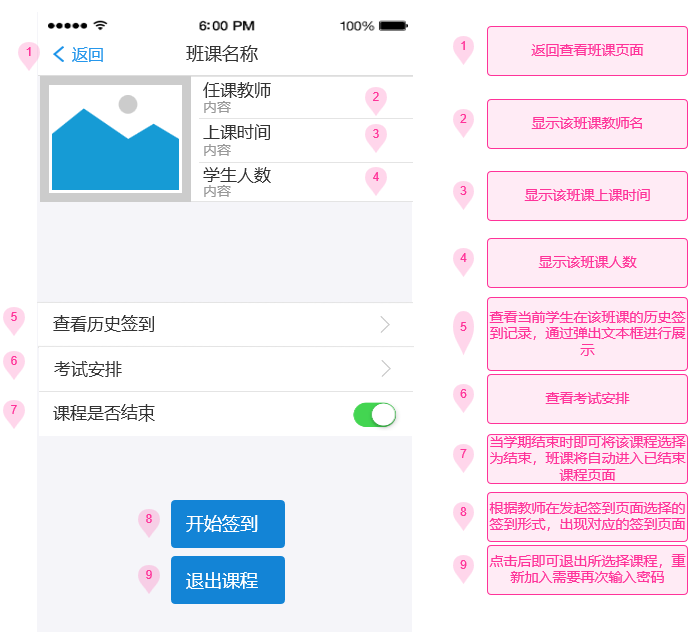 6:00 PM
100%
1
返回
班课名称
任课教师
内容
2
上课时间
内容
3
学生人数
内容
4
5
查看历史签到
6
考试安排
7
课程是否结束
8
开始签到
9
退出课程
1
返回查看班课页面
2
显示该班课教师名
3
显示该班课上课时间
4
显示该班课人数
5
查看当前学生在该班课的历史签
到记录，通过弹出文本框进行展
示
6
查看考试安排
7
当学期结束时即可将该课程选择
为结束，班课将自动进入已结束
课程页面
8
根据教师在发起签到页面选择的
签到形式，出现对应的签到页面
9
点击后即可退出所选择课程，重
新加入需要再次输入密码